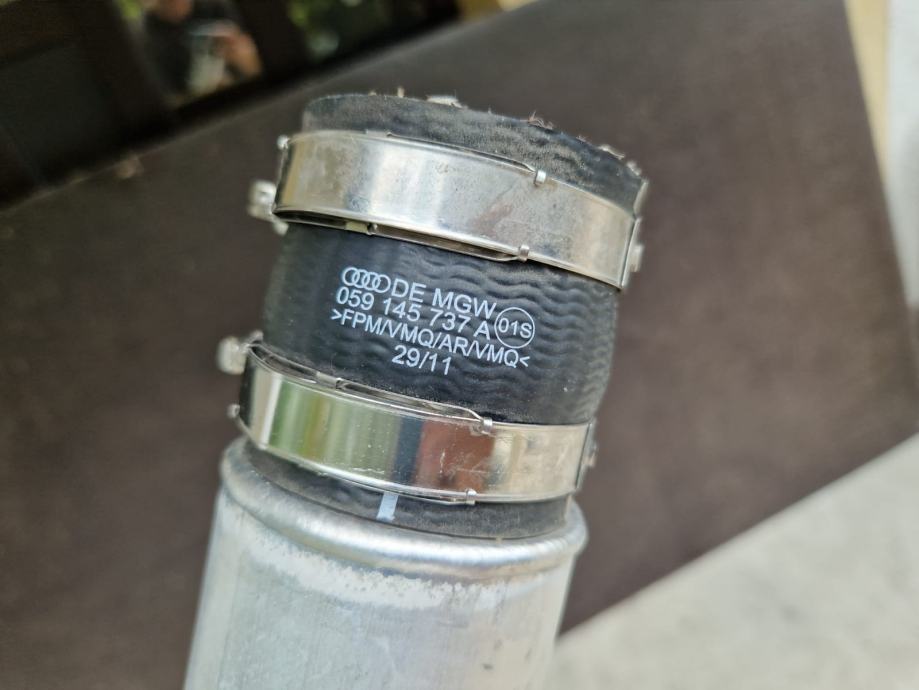 DE MGW
059 145 737 A 01S
>FPM/VMQ/AR/VMQ<
29/11